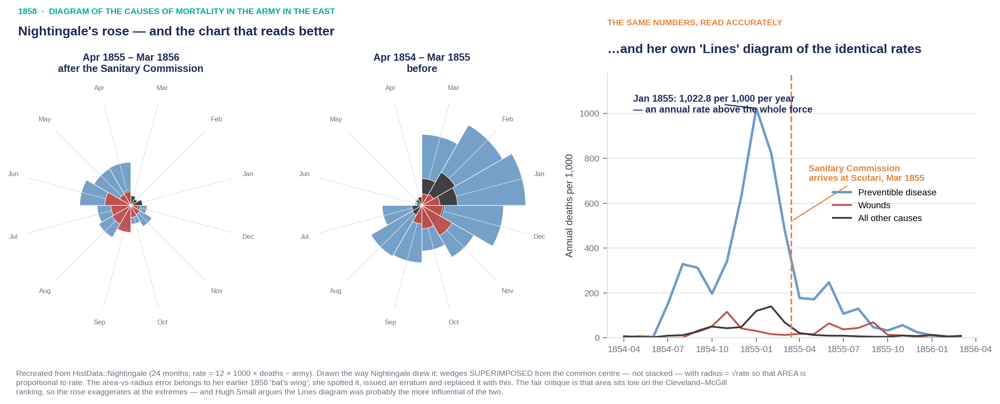 1858 · DIAGRAM OF THE CAUSES OF MORTALITY IN THE ARMY IN THE EAST
Nightingale's rose — and the chart that reads better
Apr 1855 – Mar 1856
after the Sanitary Commission
Apr
Mar
May
Feb
Jun
Jan
Jul
Dec
Aug
Nov
Sep
Oct
Apr 1854 – Mar 1855
before
Apr
Mar
May
Feb
Jun
Jan
Jul
Dec
Aug
Nov
Sep
Oct
THE SAME NUMBERS, READ ACCURATELY
…and her own 'Lines' diagram of the identical rates
Annual deaths per 1,000
1000
800
600
400
200
0
Jan 1855: 1,022.8 per 1,000 per year
— an annual rate above the whole force
Sanitary Commission
arrives at Scutari, Mar 1855
Preventible disease
Wounds
All other causes
1854-04
1854-07
1854-10
1855-01
1855-04
1855-07
1855-10
1856-01
1856-04
Recreated from HistData::Nightingale (24 months; rate = 12 × 1000 × deaths ÷ army). Drawn the way Nightingale drew it: wedges SUPERIMPOSED from the common centre — not stacked — with radius = √rate so that AREA is
proportional to rate. The area-vs-radius error belongs to her earlier 1858 'bat's wing'; she spotted it, issued an erratum and replaced it with this. The fair critique is that area sits low on the Cleveland–McGill
ranking, so the rose exaggerates at the extremes — and Hugh Small argues the Lines diagram was probably the more influential of the two.